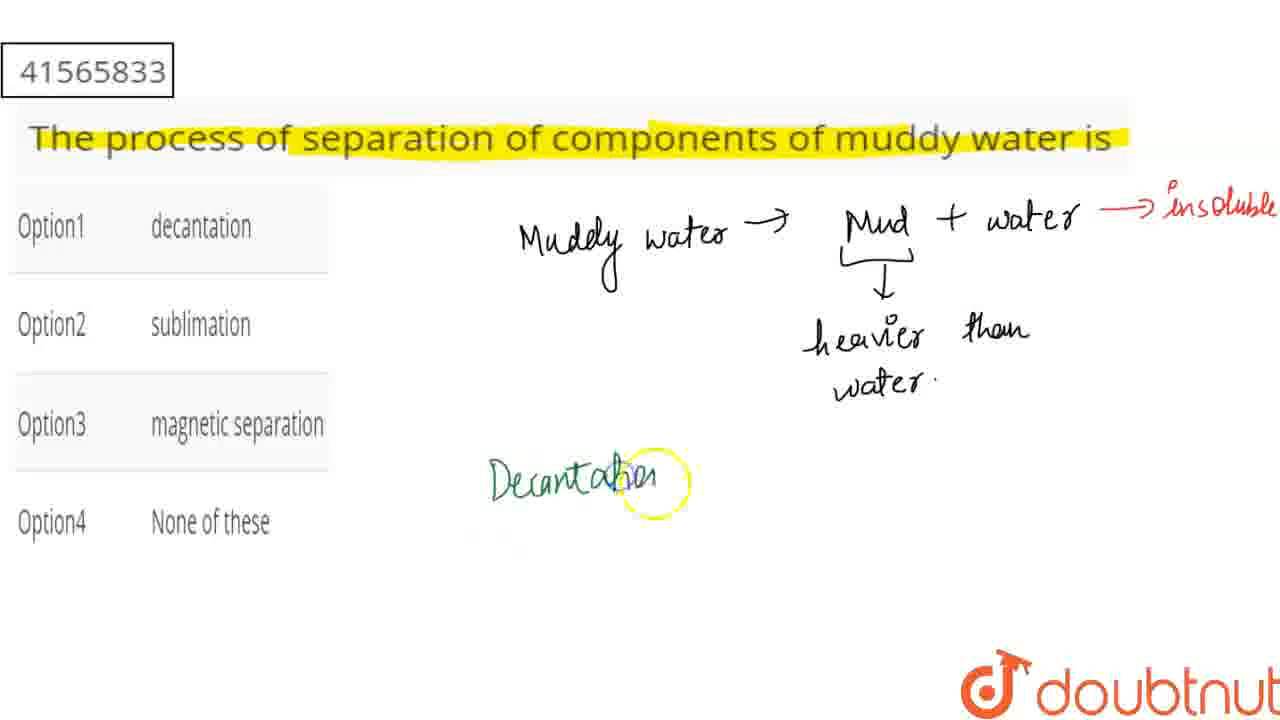 41565833
The process of separation of components of muddy water is
Option1 decantation
Muddy water → Mud + water → insoluble
heavier than
water.
Option2 sublimation
Option3 magnetic separation
Decantation
Option4 None of these
doubtnut